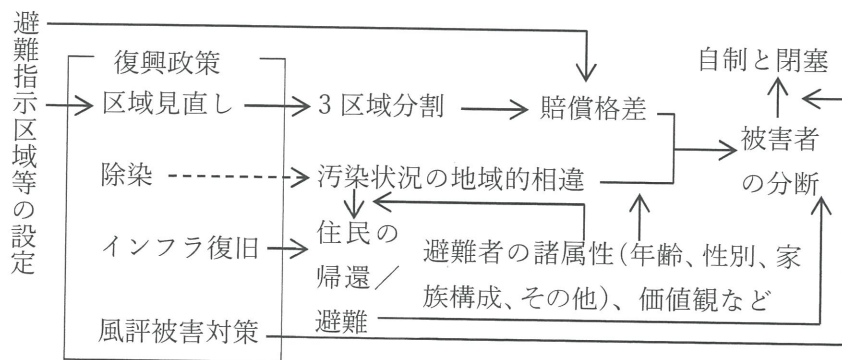 避難指示区域等の設定
復興政策
区域見直し
3区域分割
賠償格差
自制と閉塞
被害者
の分断
除染
汚染状況の地域的相違
インフラ復旧
住民の
帰還／
避難
避難者の諸属性(年齢、性別、家
族構成、その他)、価値観など
風評被害対策